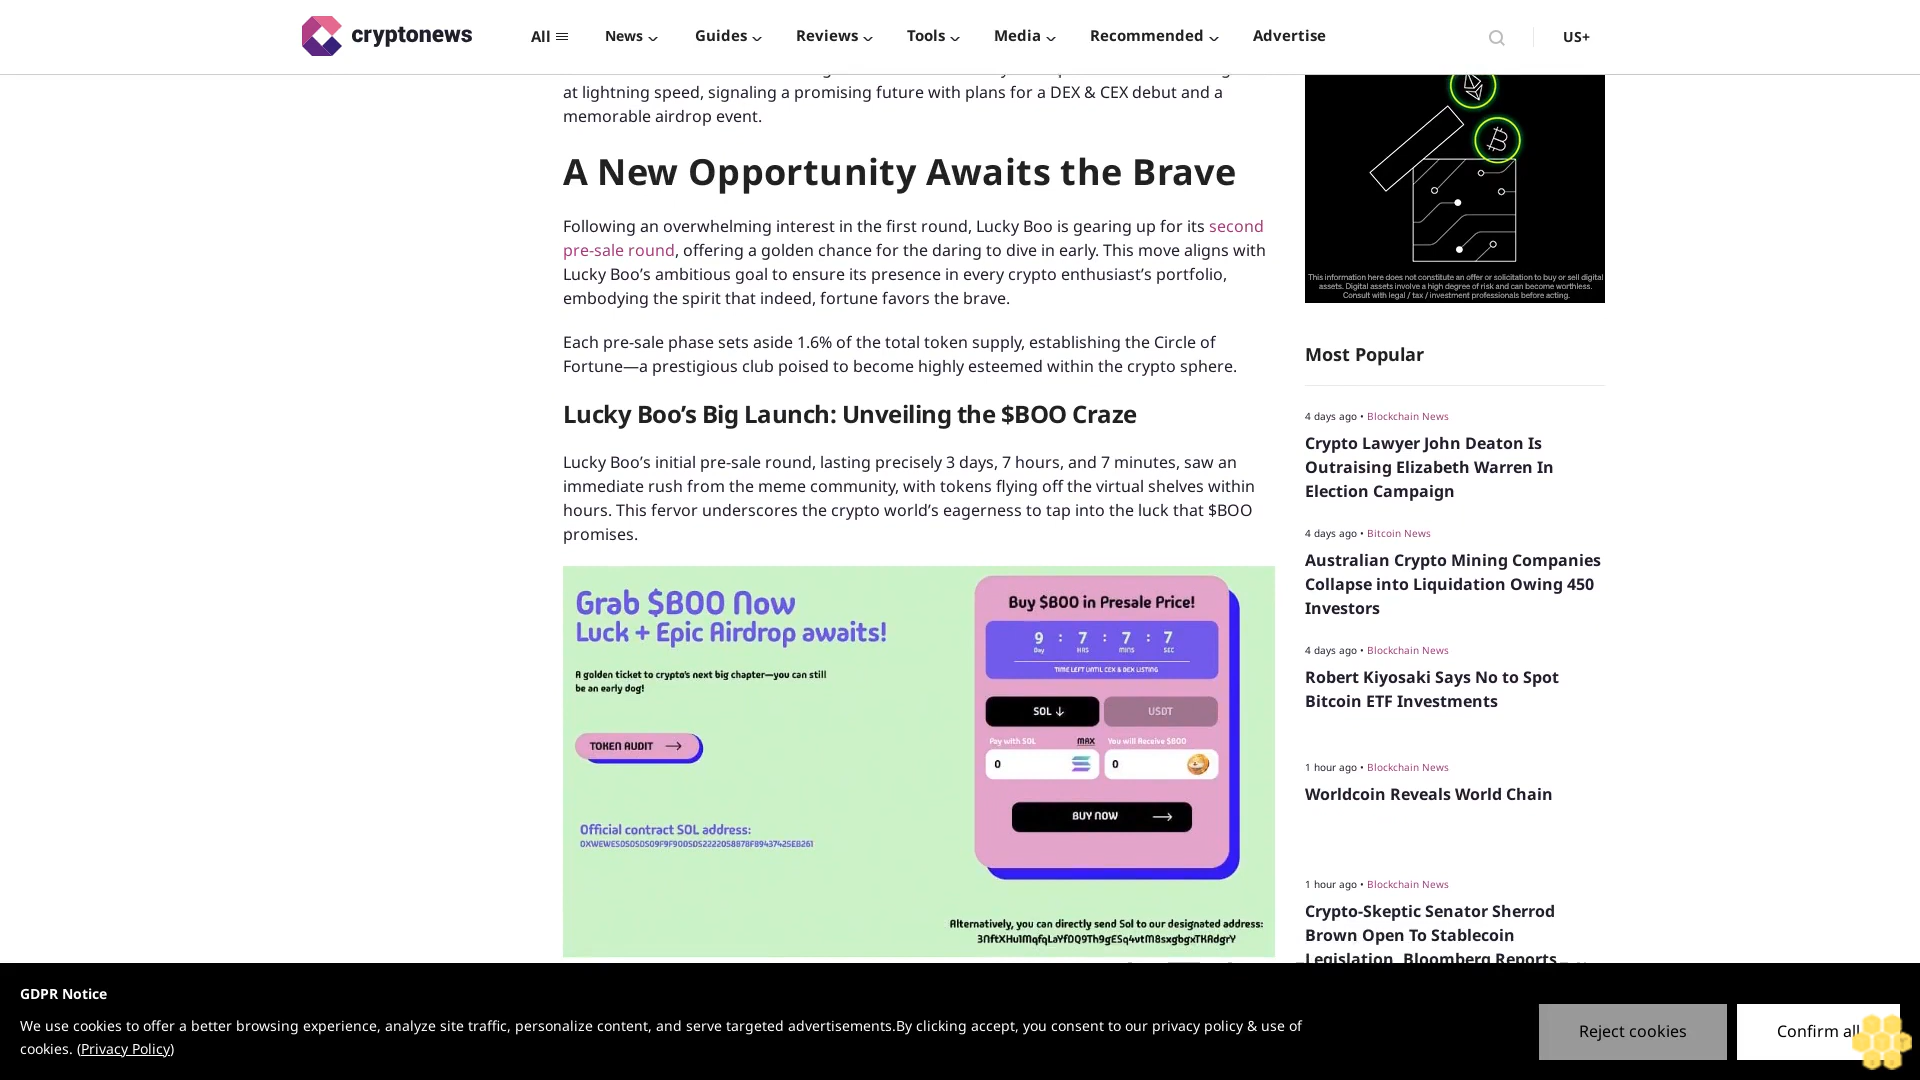 cryptonews
All
News
Guides
Reviews
Tools
Media
Recommended
Advertise
US+
at lightning speed, signaling a promising future with plans for a DEX & CEX debut and a
memorable airdrop event.
A New Opportunity Awaits the Brave
Following an overwhelming interest in the first round, Lucky Boo is gearing up for its second
pre-sale round, offering a golden chance for the daring to dive in early. This move aligns with
Lucky Boo’s ambitious goal to ensure its presence in every crypto enthusiast’s portfolio,
embodying the spirit that indeed, fortune favors the brave.
Each pre-sale phase sets aside 1.6% of the total token supply, establishing the Circle of
Fortune—a prestigious club poised to become highly esteemed within the crypto sphere.
Lucky Boo’s Big Launch: Unveiling the $BOO Craze
Lucky Boo’s initial pre-sale round, lasting precisely 3 days, 7 hours, and 7 minutes, saw an
immediate rush from the meme community, with tokens flying off the virtual shelves within
hours. This fervor underscores the crypto world’s eagerness to tap into the luck that $BOO
promises.
Grab $BOO Now
Luck + Epic Airdrop awaits!
A golden ticket to crypto's next big chapter—you can still
be an early dog!
TOKEN AUDIT
Official contract SOL address:
Buy $BOO in Presale Price!
9 : 7 : 7 : 7
Day HRS MINS SEC
TIME LEFT UNTIL CEX & DEX LISTING
SOL ↓
USDT
Pay with SOL MAX
You will Receive $BOO
0
0
BUY NOW
Alternatively, you can directly send Sol to our designated address:
This information here does not constitute an offer or solicitation to buy or sell digital
assets. Digital assets involve a high degree of risk and can become worthless.
Consult with legal / tax / investment professionals before acting.
Most Popular
4 days ago • Blockchain News
Crypto Lawyer John Deaton Is
Outraising Elizabeth Warren In
Election Campaign
4 days ago • Bitcoin News
Australian Crypto Mining Companies
Collapse into Liquidation Owing 450
Investors
4 days ago • Blockchain News
Robert Kiyosaki Says No to Spot
Bitcoin ETF Investments
1 hour ago • Blockchain News
Worldcoin Reveals World Chain
1 hour ago • Blockchain News
Crypto-Skeptic Senator Sherrod
Brown Open To Stablecoin
Legislation, Bloomberg Reports
GDPR Notice
We use cookies to offer a better browsing experience, analyze site traffic, personalize content, and serve targeted advertisements.By clicking accept, you consent to our privacy policy & use of
cookies. (Privacy Policy)
Reject cookies
Confirm all